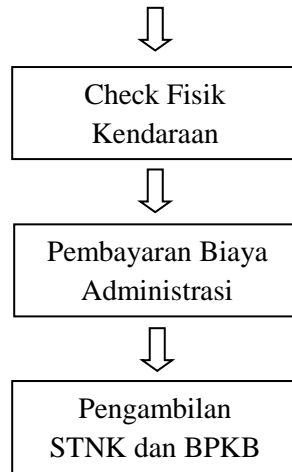 Check Fisik
Kendaraan
Pembayaran Biaya
Administrasi
Pengambilan
STNK dan BPKB